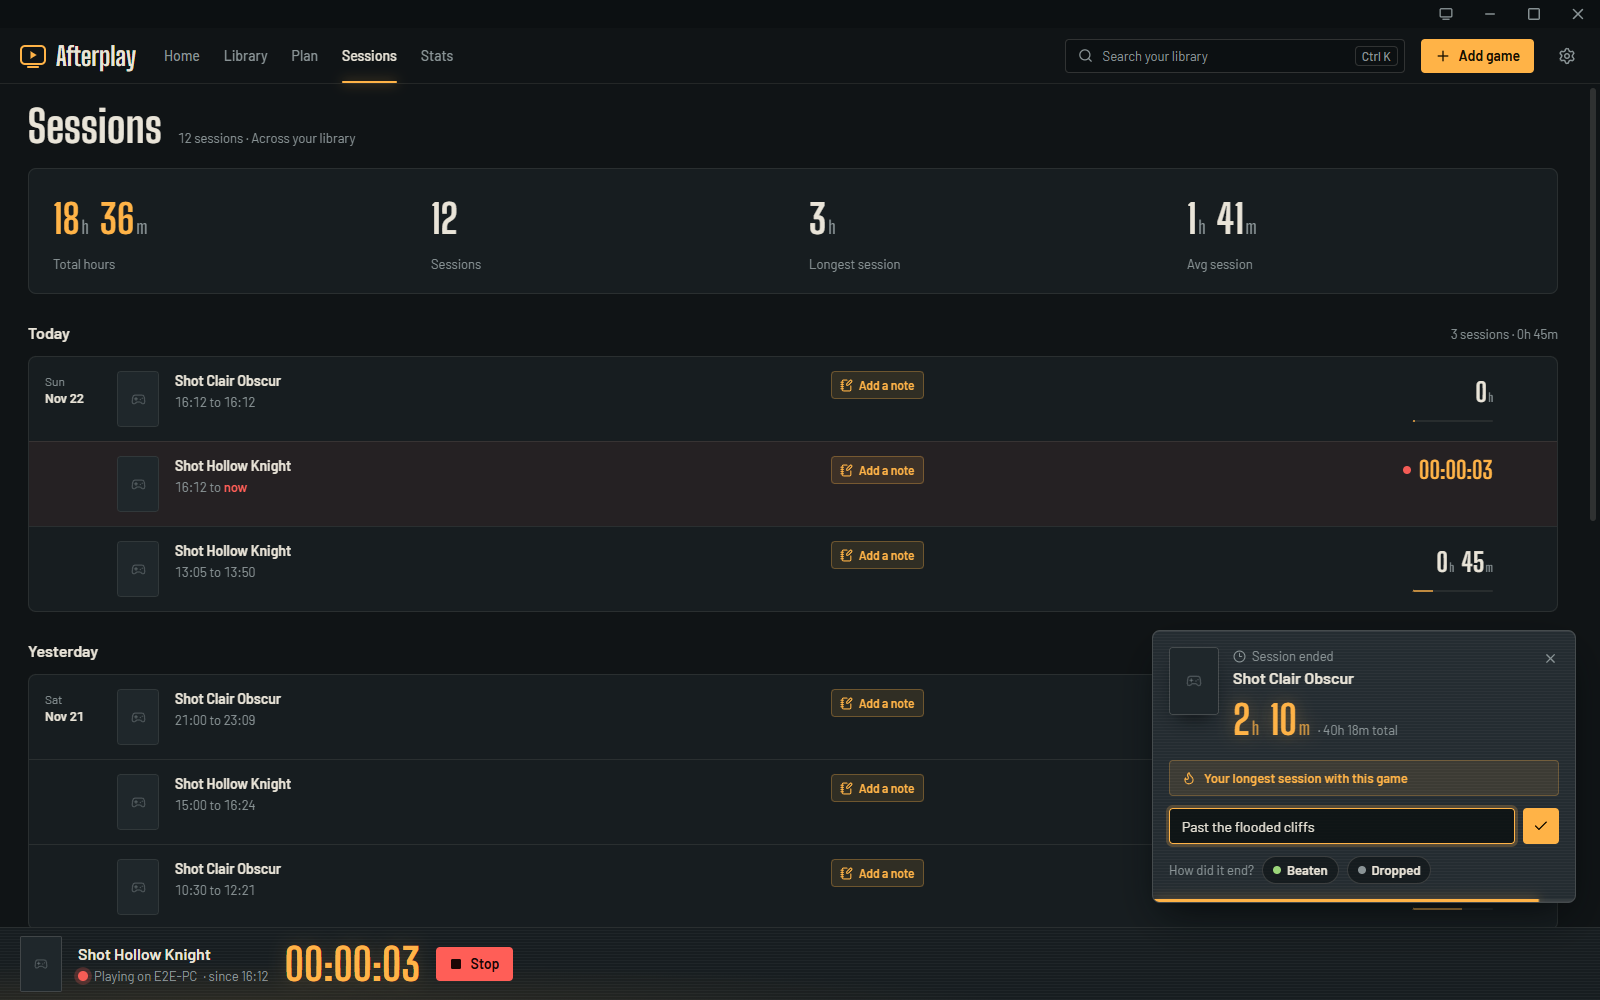 Afterplay
Home
Library
Plan
Sessions
Stats
Search your library
Ctrl K
Add game
Sessions
12 sessions · Across your library
18h 36m
Total hours
12
Sessions
3h
Longest session
1h 41m
Avg session
Today
3 sessions · 0h 45m
Sun
Nov 22
Shot Clair Obscur
16:12 to 16:12
Add a note
0h
Shot Hollow Knight
16:12 to now
Add a note
00:00:03
Shot Hollow Knight
13:05 to 13:50
Add a note
0h 45m
Yesterday
Sat
Nov 21
Shot Clair Obscur
21:00 to 23:09
Add a note
Shot Hollow Knight
15:00 to 16:24
Add a note
Shot Clair Obscur
10:30 to 12:21
Add a note
Session ended
Shot Clair Obscur
2h 10m · 40h 18m total
Your longest session with this game
Past the flooded cliffs
How did it end?
Beaten
Dropped
Shot Hollow Knight
Playing on E2E-PC · since 16:12
00:00:03
Stop